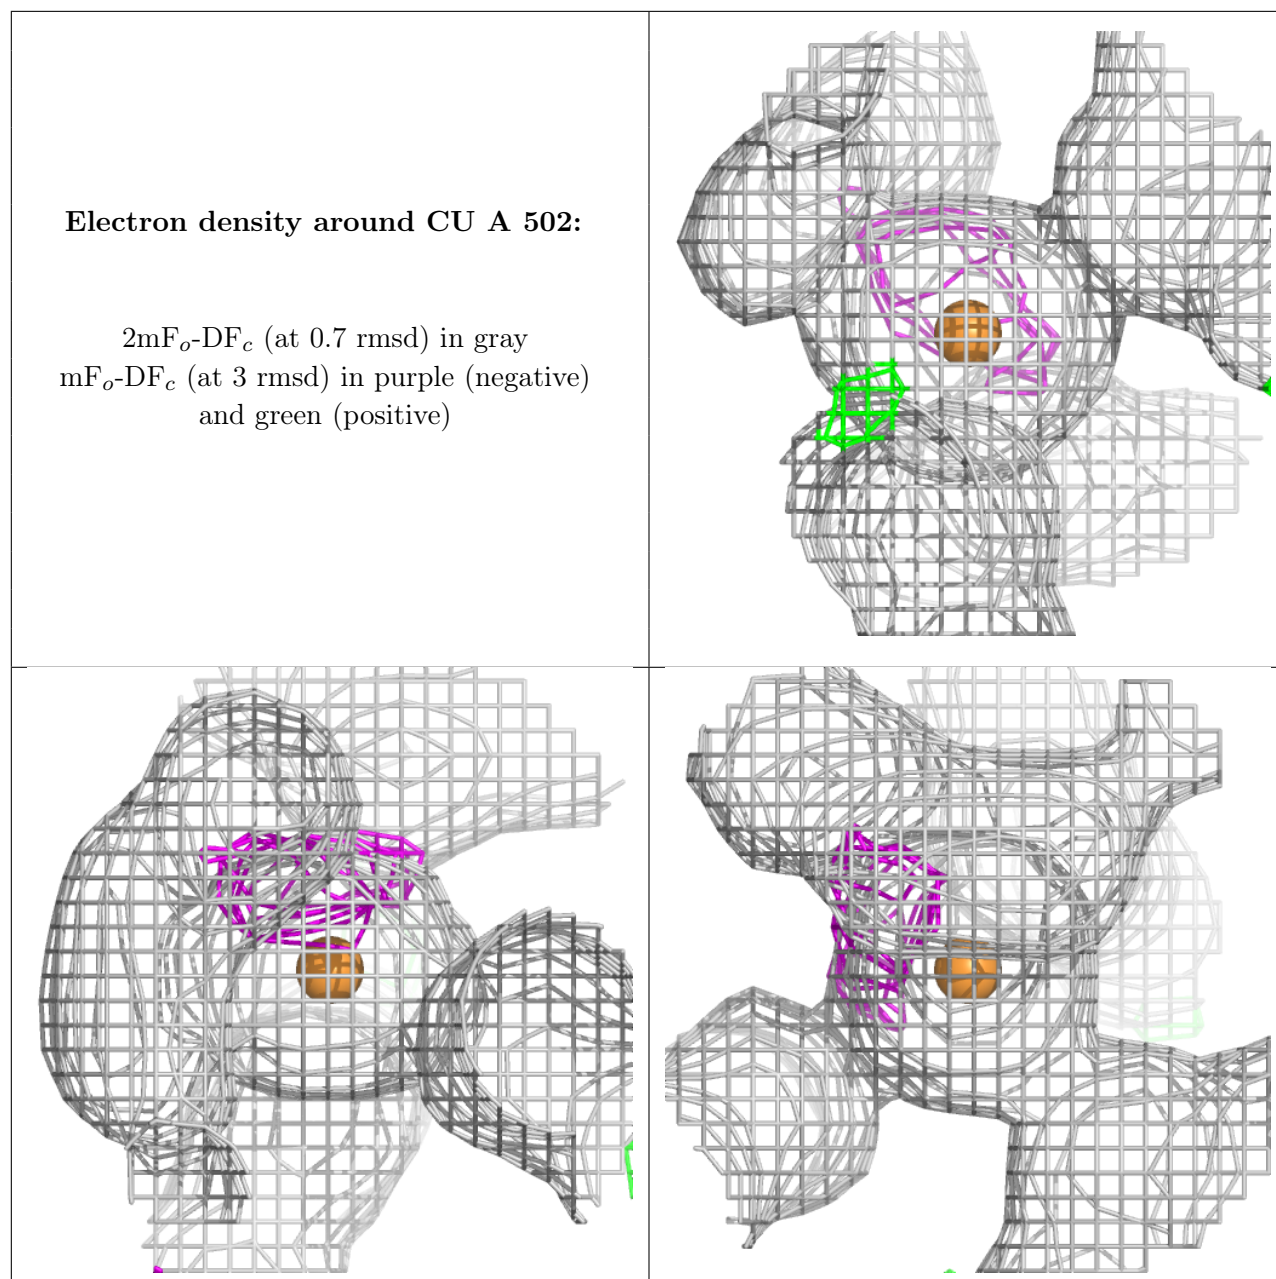 Electron density around CU A 502:
2mFₒ-DF𝒸 (at 0.7 rmsd) in gray
mFₒ-DF𝒸 (at 3 rmsd) in purple (negative)
and green (positive)